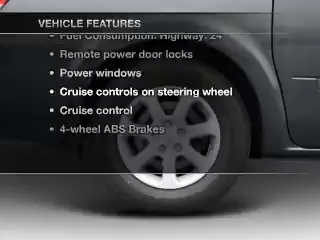 VEHICLE FEATURES
• Fuel Consumption: Highway: 24
• Remote power door locks
• Power windows
• Cruise controls on steering wheel
• Cruise control
• 4-wheel ABS Brakes